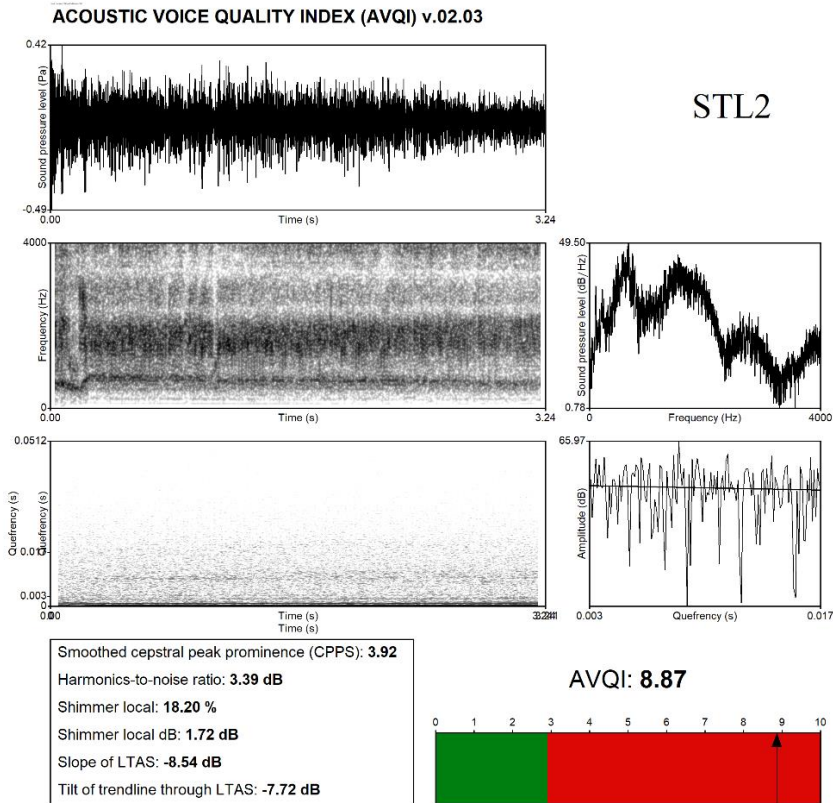 ACOUSTIC VOICE QUALITY INDEX (AVQI) v.02.03
0.42
Sound pressure level (Pa)
-0.49
0.00
Time (s)
3.24
STL2
4000
Frequency (Hz)
0
0.00
Time (s)
3.24
49.50
Sound pressure level (dB/Hz)
0.78
0
Frequency (Hz)
4000
0.0512
Quefrency (s)
Quefrency (s)
0.003
0
Time (s)
Time (s)
65.97
Amplitude (dB)
0.003
Quefrency (s)
0.017
Smoothed cepstral peak prominence (CPPS): 3.92
Harmonics-to-noise ratio: 3.39 dB
Shimmer local: 18.20 %
Shimmer local dB: 1.72 dB
Slope of LTAS: -8.54 dB
Tilt of trendline through LTAS: -7.72 dB
AVQI: 8.87
0 1 2 3 4 5 6 7 8 9 10